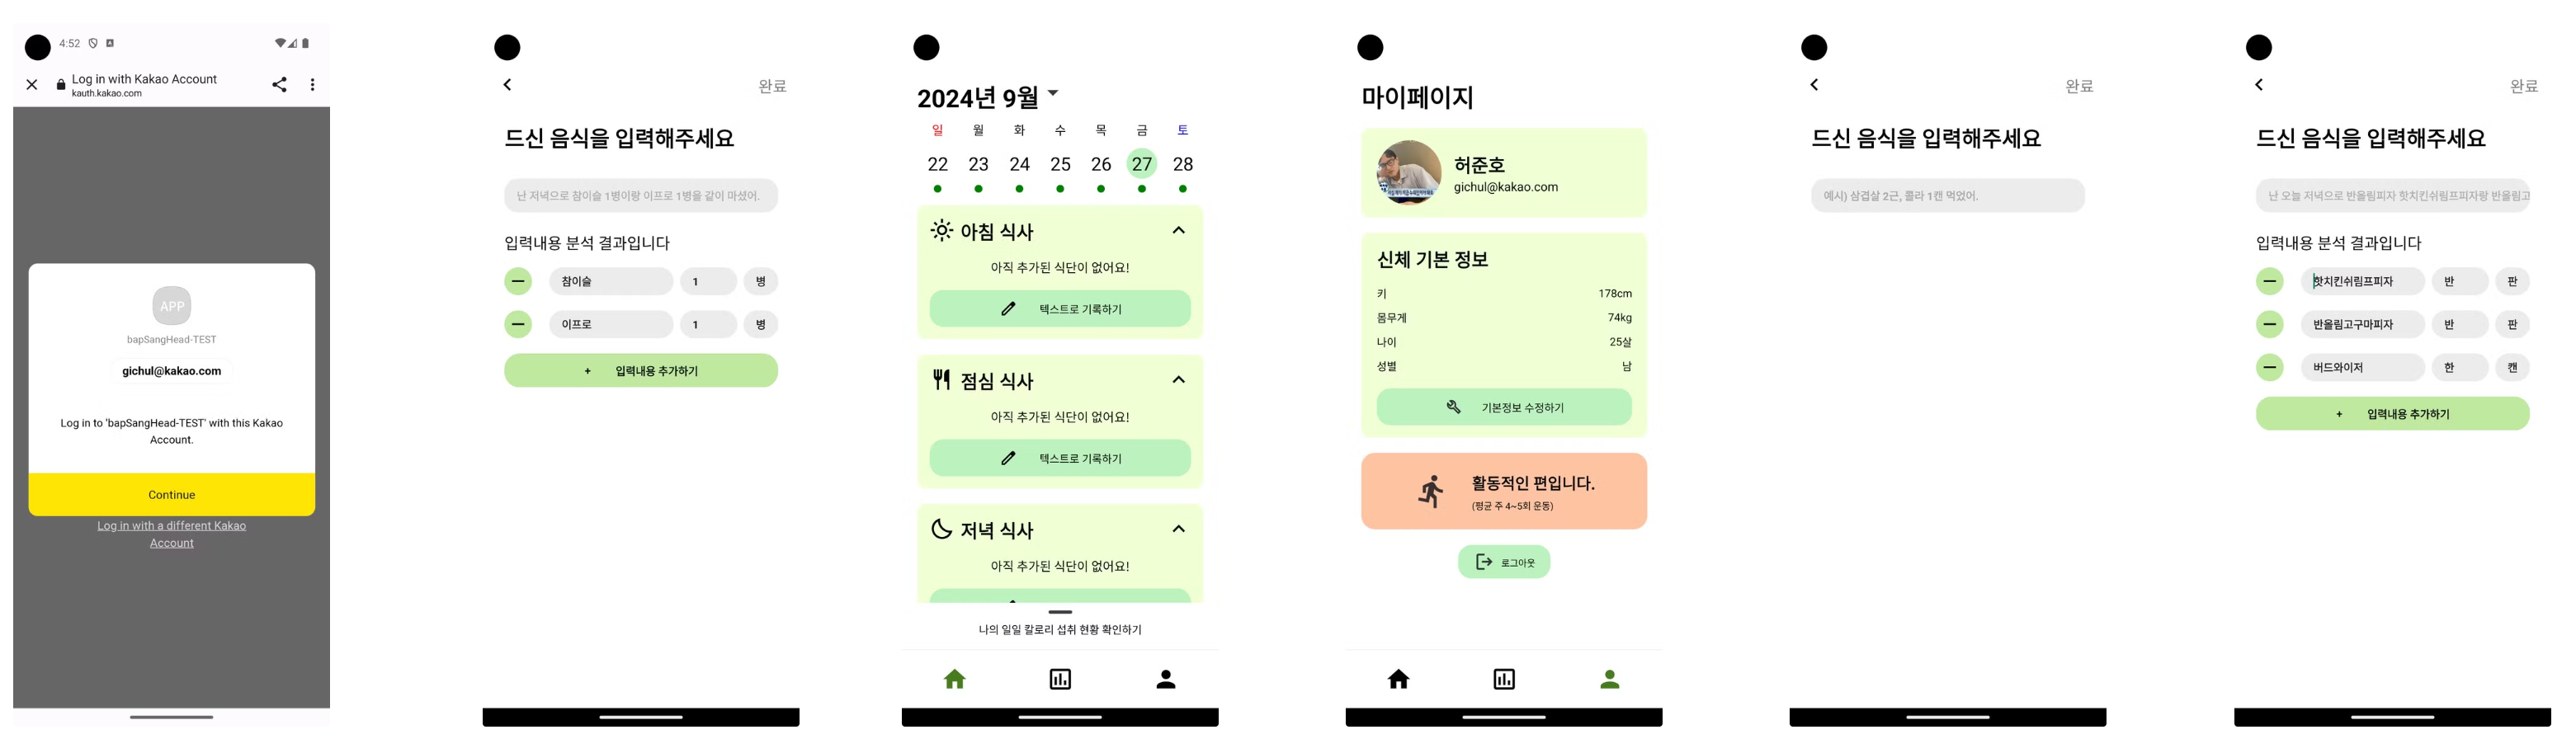 4:52
Log in with Kakao Account
kauth.kakao.com
APP
bapSangHead-TEST
gichul@kakao.com
Log in to 'bapSangHead-TEST' with this Kakao
Account.
Continue
Log in with a different Kakao
Account
완료
드신 음식을 입력해주세요
난 저녁으로 참이슬 1병이랑 이프로 1병을 같이 마셨어.
입력내용 분석 결과입니다
참이슬 1 병
이프로 1 병
+ 입력내용 추가하기
2024년 9월
일 월 화 수 목 금 토
22 23 24 25 26 27 28
아침 식사
아직 추가된 식단이 없어요!
텍스트로 기록하기
점심 식사
아직 추가된 식단이 없어요!
텍스트로 기록하기
저녁 식사
아직 추가된 식단이 없어요!
나의 일일 칼로리 섭취 현황 확인하기
마이페이지
허준호
gichul@kakao.com
신체 기본 정보
키 178cm
몸무게 74kg
나이 25살
성별 남
기본정보 수정하기
활동적인 편입니다.
(평균 주 4~5회 운동)
로그아웃
완료
드신 음식을 입력해주세요
예시) 삼겹살 2근, 콜라 1캔 먹었어.
완료
드신 음식을 입력해주세요
난 오늘 저녁으로 반올림피자 핫치킨쉬림프피자랑 반올림고
입력내용 분석 결과입니다
핫치킨쉬림프피자 반 판
반올림고구마피자 반 판
버드와이저 한 캔
+ 입력내용 추가하기